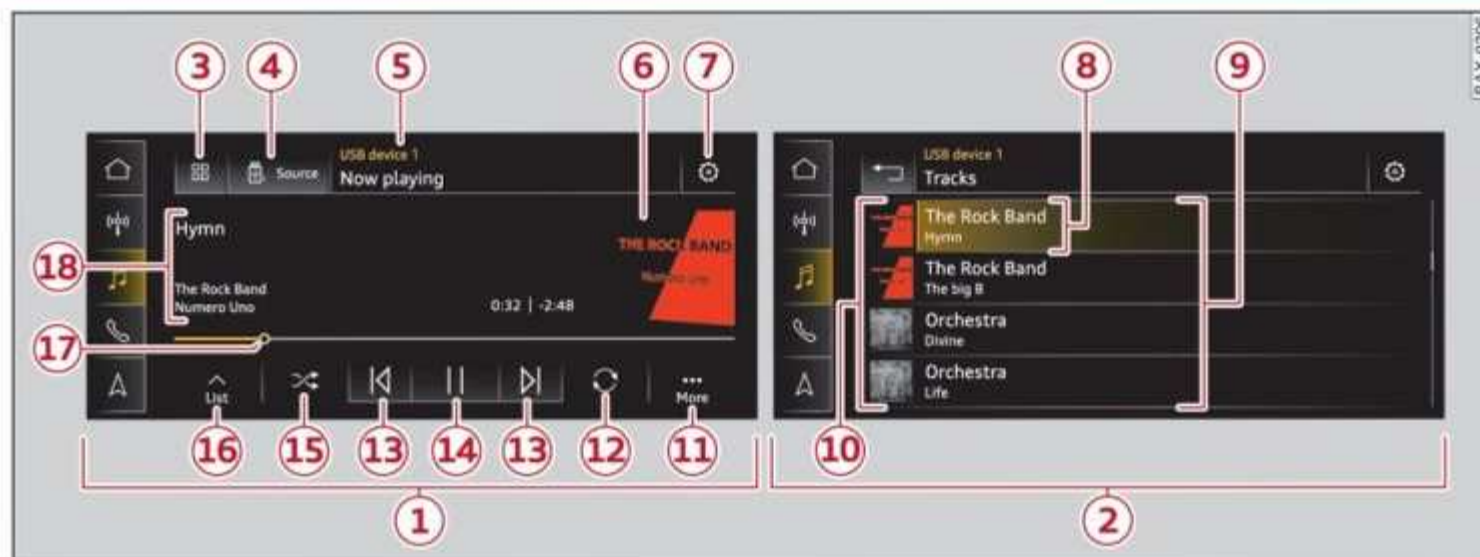 3
4
5
6
7
8
9
USB device 1
Source
Now playing
Hymn
THE ROCK BAND
Numero Uno
18
The Rock Band
Numero Uno
0:32 | -2:48
17
List
More
16
15
13
14
13
12
11
1
USB device 1
Tracks
The Rock Band
Hymn
The Rock Band
The big B
Orchestra
Divine
Orchestra
Life
10
2